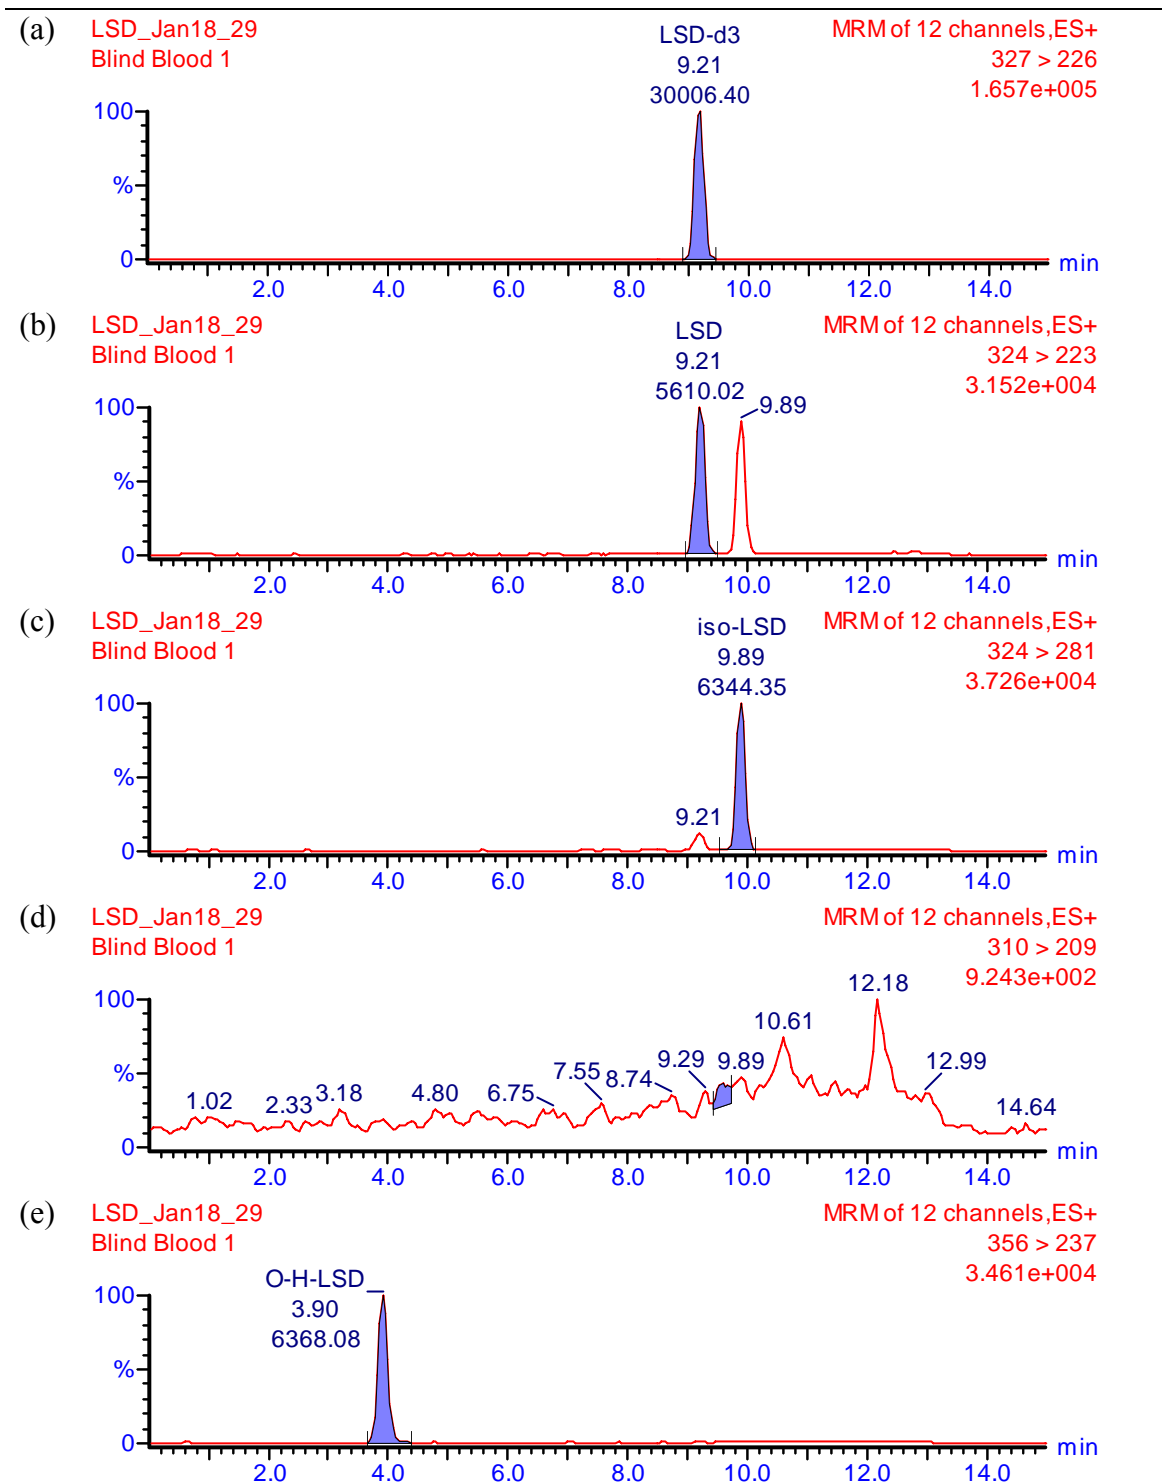 (a)
LSD_Jan18_29
Blind Blood 1
LSD-d3
9.21
30006.40
MRM of 12 channels,ES+
327 > 226
1.657e+005
100
%
0
2.0 4.0 6.0 8.0 10.0 12.0 14.0
min
(b)
LSD_Jan18_29
Blind Blood 1
LSD
9.21
5610.02
9.89
MRM of 12 channels,ES+
324 > 223
3.152e+004
100
%
0
2.0 4.0 6.0 8.0 10.0 12.0 14.0
min
(c)
LSD_Jan18_29
Blind Blood 1
iso-LSD
9.89
6344.35
MRM of 12 channels,ES+
324 > 281
3.726e+004
100
%
9.21
0
2.0 4.0 6.0 8.0 10.0 12.0 14.0
min
(d)
LSD_Jan18_29
Blind Blood 1
MRM of 12 channels,ES+
310 > 209
9.243e+002
100
%
0
1.02 2.33 3.18 4.80 6.75 7.55 8.74 9.29 9.89 10.61 12.18 12.99 14.64
2.0 4.0 6.0 8.0 10.0 12.0 14.0
min
(e)
LSD_Jan18_29
Blind Blood 1
O-H-LSD
3.90
6368.08
MRM of 12 channels,ES+
356 > 237
3.461e+004
100
%
0
2.0 4.0 6.0 8.0 10.0 12.0 14.0
min